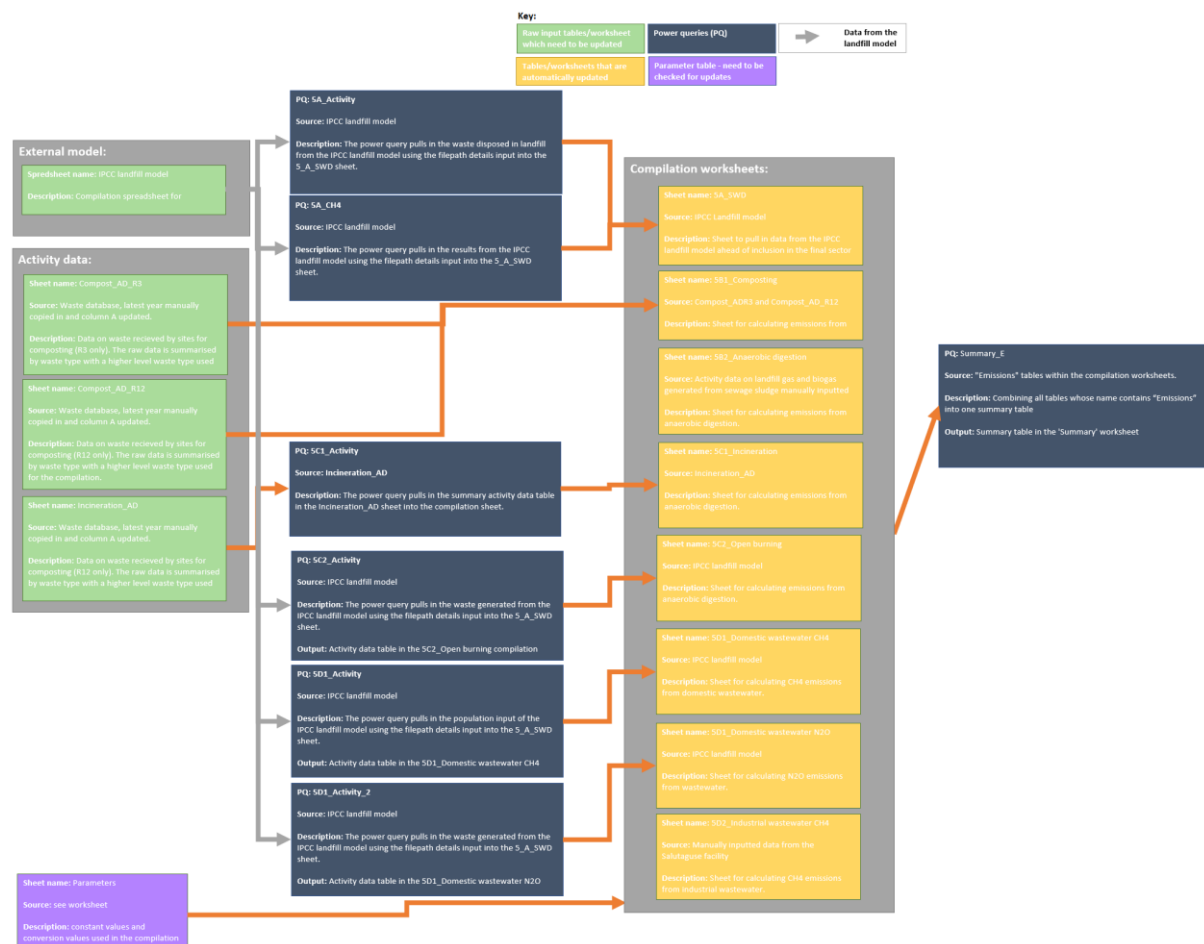 Key:
Raw input tables/worksheet
which need to be updated
Power queries (PQ)
Data from the
landfill model
Tables/worksheets that are
automatically updated
Parameter table - need to be
checked for updates
External model:
Spredsheet name: IPCC landfill model
Description: Compilation spreadsheet for
Activity data:
Sheet name: Compost_AD_R3
Source: Waste database, latest year manually
copied in and column A updated.
Description: Data on waste recieved by sites for
composting (R3 only). The raw data is summarised
by waste type with a higher level waste type used
Sheet name: Compost_AD_R12
Source: Waste database, latest year manually
copied in and column A updated.
Description: Data on waste recieved by sites for
composting (R12 only). The raw data is summarised
by waste type with a higher level waste type used
for the compilation.
Sheet name: Incineration_AD
Source: Waste database, latest year manually
copied in and column A updated.
Description: Data on waste recieved by sites for
composting (R12 only). The raw data is summarised
by waste type with a higher level waste type used
Sheet name: Parameters
Source: see worksheet
Description: constant values and
conversion values used in the compilation
PQ: 5A_Activity
Source: IPCC landfill model
Description: The power query pulls in the waste disposed in landfill
from the IPCC landfill model using the filepath details input into the
5_A_SWD sheet.
PQ: 5A_CH4
Source: IPCC landfill model
Description: The power query pulls in the results from the IPCC
landfill model using the filepath details input into the 5_A_SWD
sheet.
PQ: 5C1_Activity
Source: Incineration_AD
Description: The power query pulls in the summary activity data table
in the Incineration_AD sheet into the compilation sheet.
PQ: 5C2_Activity
Source: IPCC landfill model
Description: The power query pulls in the waste generated from the
IPCC landfill model using the filepath details input into the 5_A_SWD
sheet.
Output: Activity data table in the 5C2_Open burning compilation
PQ: 5D1_Activity
Source: IPCC landfill model
Description: The power query pulls in the population input of the
IPCC landfill model using the filepath details input into the 5_A_SWD
sheet.
Output: Activity data table in the 5D1_Domestic wastewater CH4
PQ: 5D1_Activity_2
Source: IPCC landfill model
Description: The power query pulls in the waste generated from the
IPCC landfill model using the filepath details input into the 5_A_SWD
sheet.
Output: Activity data table in the 5D1_Domestic wastewater N2O
Compilation worksheets:
Sheet name: 5A_SWD
Source: IPCC Landfill model
Description: Sheet to pull in data from the IPCC
landfill model ahead of inclusion in the final sector
Sheet name: 5B1_Composting
Source: Compost_ADR3 and Compost_AD_R12
Description: Sheet for calculating emissions from
Sheet name: 5B2_Anaerobic digestion
Source: Activity data on landfill gas and biogas
generated from sewage sludge manually inputted
Description: Sheet for calculating emissions from
anaerobic digestion.
Sheet name: 5C1_Incineration
Source: Incineration_AD
Description: Sheet for calculating emissions from
anaerobic digestion.
Sheet name: 5C2_Open burning
Source: IPCC landfill model
Description: Sheet for calculating emissions from
anaerobic digestion.
Sheet name: 5D1_Domestic wastewater CH4
Source: IPCC landfill model
Description: Sheet for calculating CH4 emissions
from domestic wastewater.
Sheet name: 5D1_Domestic wastewater N2O
Source: IPCC landfill model
Description: Sheet for calculating N2O emissions
from wastewater.
Sheet name: 5D2_Industrial wastewater CH4
Source: Manually inputted data from the
Salutaguse facility
Description: Sheet for calculating CH4 emissions
from industrial wastewater.
PQ: Summary_E
Source: "Emissions" tables within the compilation worksheets.
Description: Combining all tables whose name contains "Emissions"
into one summary table
Output: Summary table in the 'Summary' worksheet